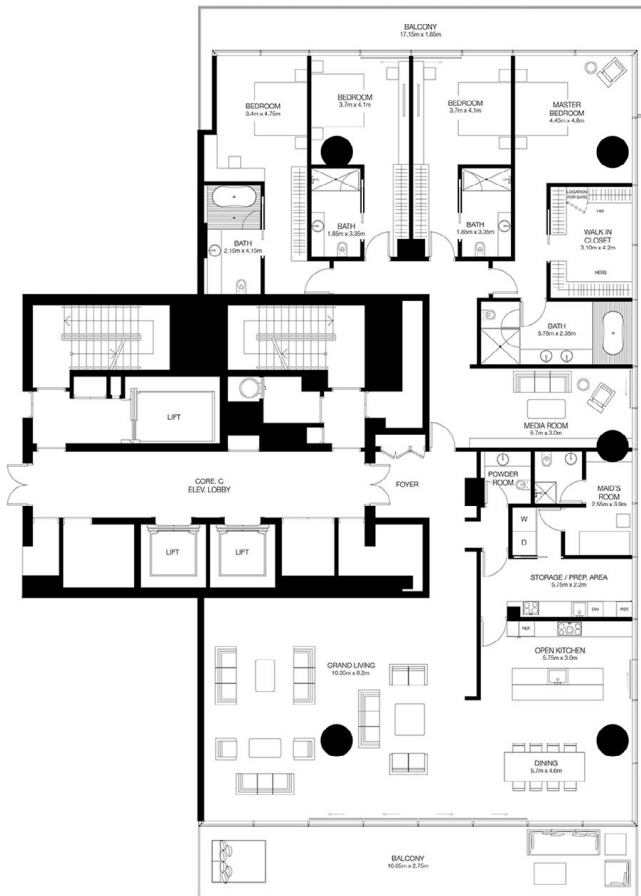 BALCONY
17.15m x 1.65m
BEDROOM
3.4m x 4.75m
BEDROOM
3.7m x 4.1m
BEDROOM
3.7m x 4.1m
MASTER
BEDROOM
4.45m x 4.8m
LOCATION
FOR SAFE
HIS
WALK IN
CLOSET
3.10m x 4.2m
HERS
BATH
2.15m x 4.15m
BATH
1.85m x 3.35m
BATH
1.85m x 3.35m
BATH
5.75m x 2.35m
LIFT
MEDIA ROOM
5.7m x 3.0m
CORE. C
ELEV. LOBBY
FOYER
POWDER
ROOM
MAID'S
ROOM
2.55m x 3.9m
W
D
LIFT
LIFT
STORAGE / PREP. AREA
5.75m x 2.2m
DW
REF.
REF.
OPEN KITCHEN
5.75m x 3.0m
GRAND LIVING
DINING
5.7m x 4.6m
BALCONY
16.65m x 2.75m